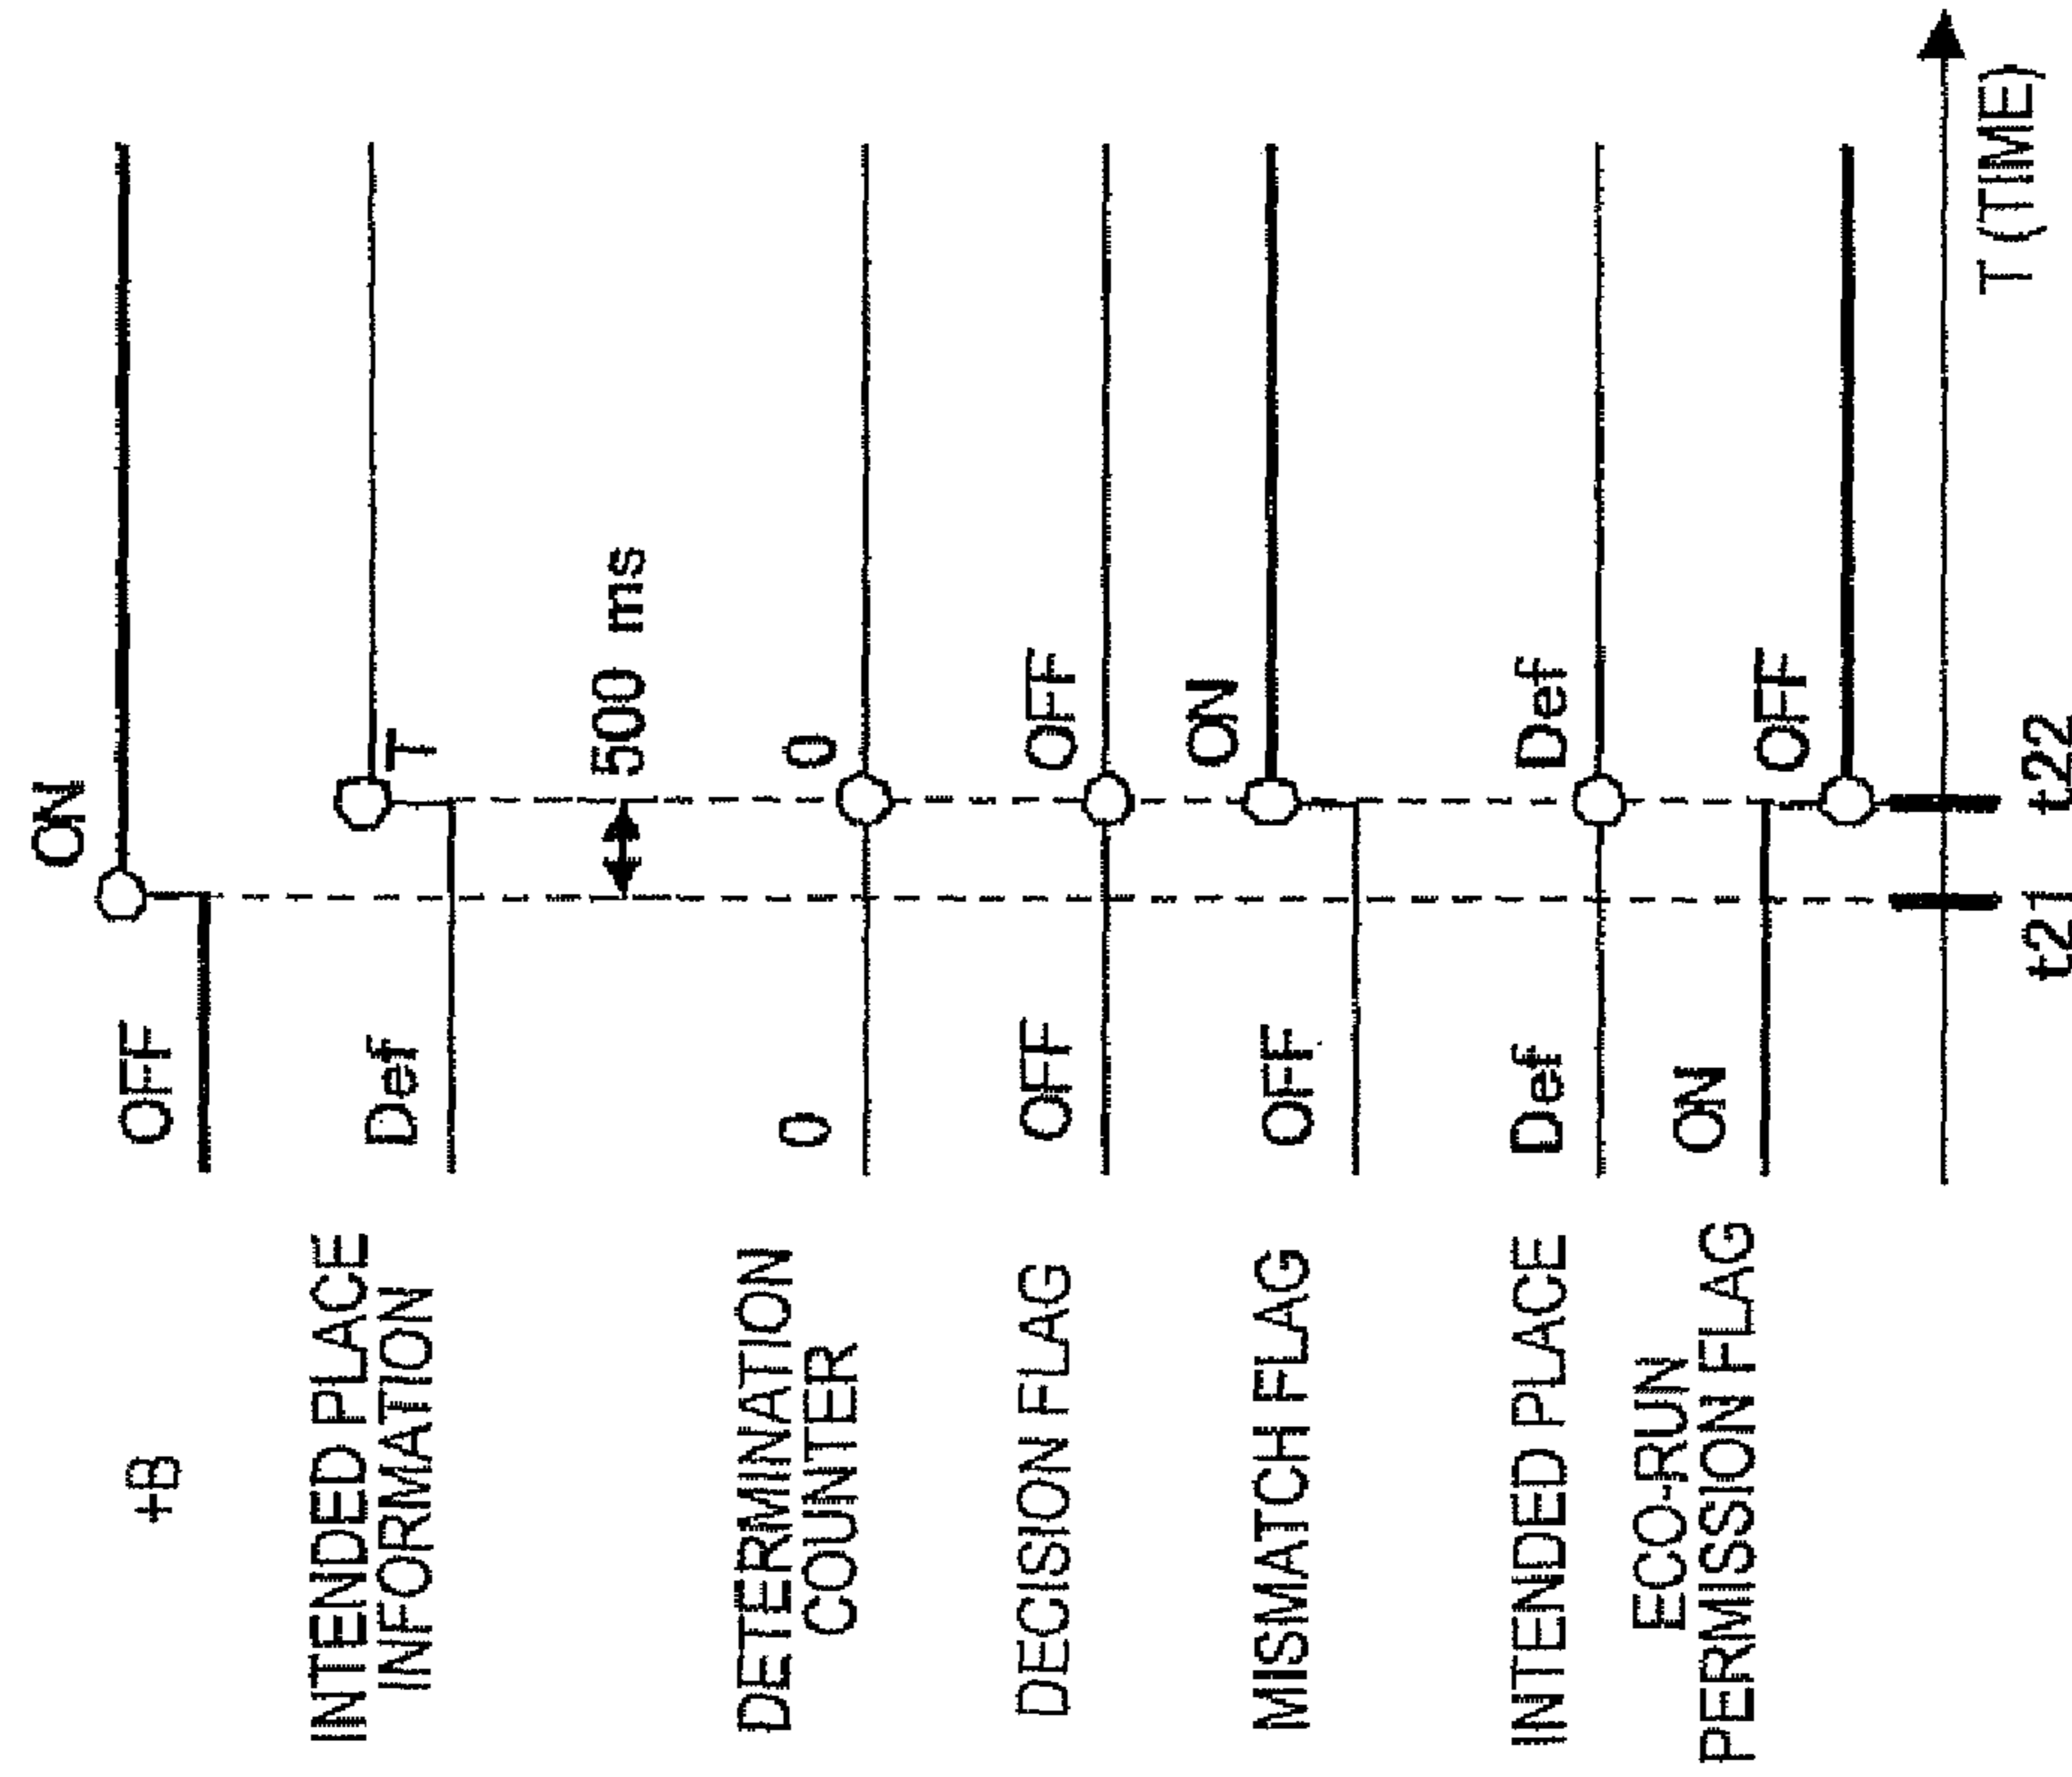 +B
OFF
ON
INTENDED PLACE
INFORMATION
Def
T
500 ms
DETERMINATION
COUNTER
0
0
DECISION FLAG
OFF
OFF
MISMATCH FLAG
OFF
ON
INTENDED PLACE
Def
Def
ECO-RUN
PERMISSION FLAG
ON
OFF
t21
t22
T (TIME)